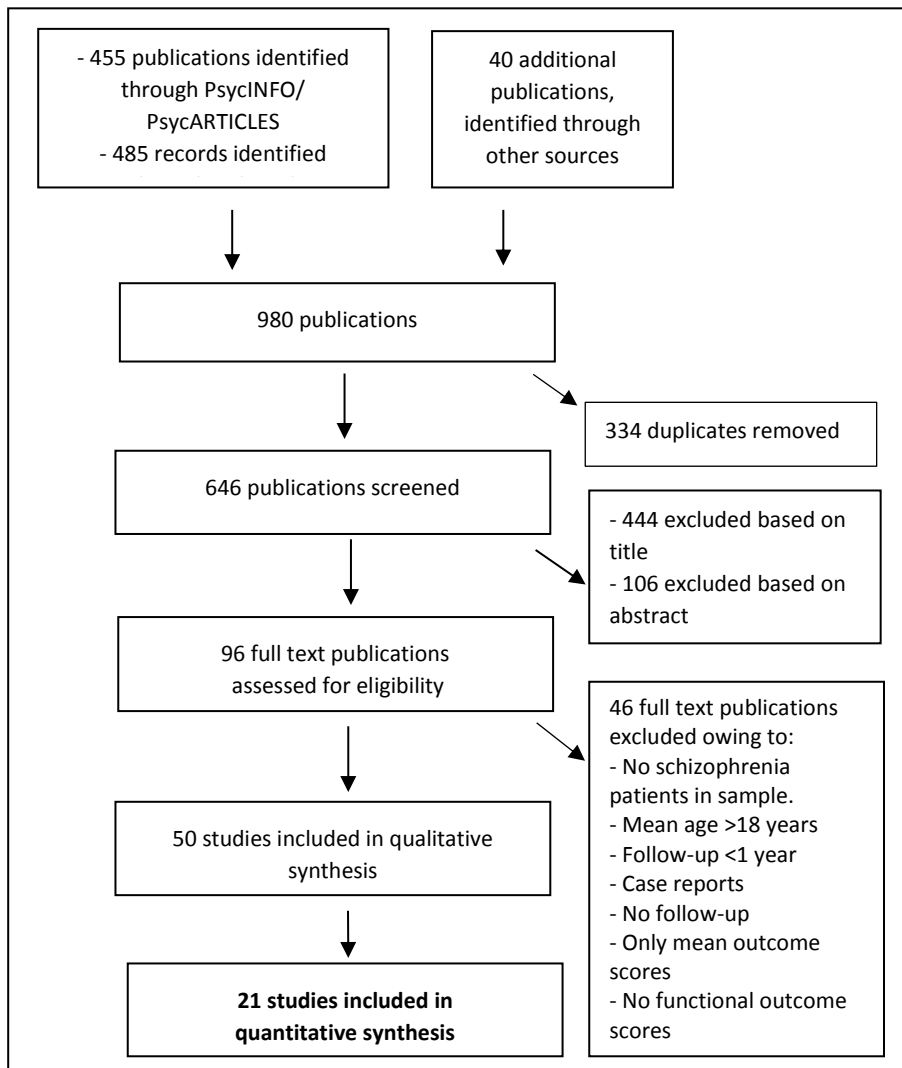 - 455 publications identified
through PsycINFO/
PsycARTICLES
- 485 records identified
40 additional
publications,
identified through
other sources
980 publications
334 duplicates removed
646 publications screened
- 444 excluded based on
title
- 106 excluded based on
abstract
96 full text publications
assessed for eligibility
46 full text publications
excluded owing to:
- No schizophrenia
patients in sample.
- Mean age >18 years
- Follow-up <1 year
- Case reports
- No follow-up
- Only mean outcome
scores
- No functional outcome
scores
50 studies included in qualitative
synthesis
21 studies included in
quantitative synthesis